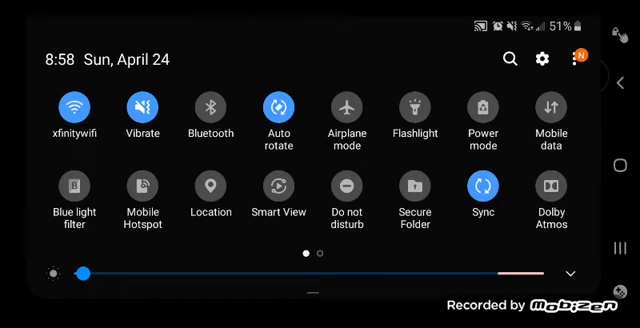 51%
8:58 Sun, April 24
N
xfinitywifi
Vibrate
Bluetooth
Auto
rotate
Airplane
mode
Flashlight
Power
mode
Mobile
data
B
Blue light
filter
Mobile
Hotspot
Location
Smart View
Do not
disturb
Secure
Folder
Sync
Dolby
Atmos
Recorded by Mobizen